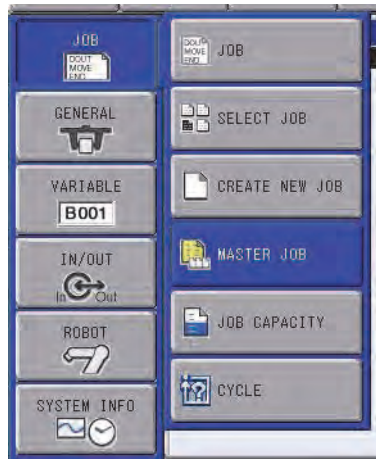 JOB
DOUT
MOVE
END
GENERAL
VARIABLE
B001
IN/OUT
In Out
ROBOT
SYSTEM INFO
DOUT
MOVE
END
JOB
SELECT JOB
CREATE NEW JOB
MASTER JOB
JOB CAPACITY
CYCLE